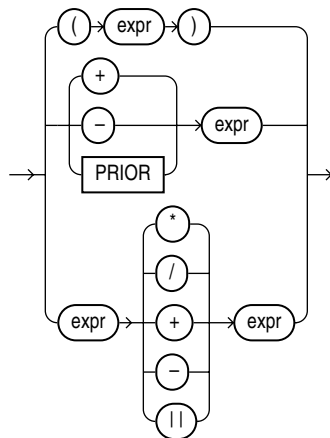 ( expr )
+
– expr
PRIOR
*
/
expr + expr
–
||